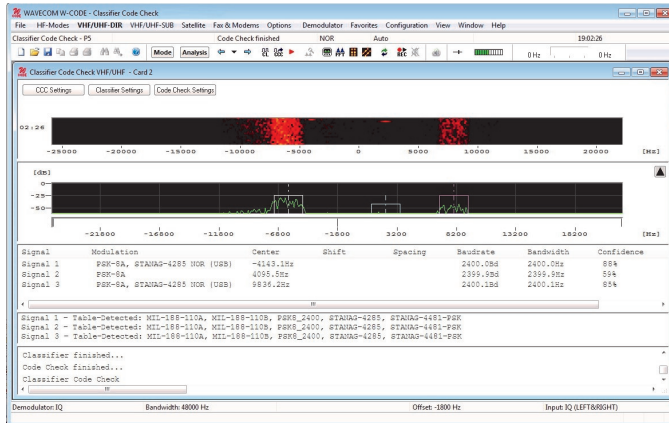 WAVECOM W-CODE - Classifier Code Check
File HF-Modes VHF/UHF-DIR VHF/UHF-SUB Satellite Fax & Modems Options Demodulator Favorites Configuration View Window Help
Classifier Code Check - P5 Code Check finished NOR Auto 19:02:26
Mode Analysis 0 Hz 0 Hz
Classifier Code Check VHF/UHF - Card 2
CCC Settings Classifier Settings Code Check Settings
02:26
-25000 -20000 -15000 -10000 -5000 0 5000 10000 15000 20000 [Hz]
[dB]
0
-25
-50
-21800 -16800 -11800 -6800 -1800 3200 8200 13200 18200 [Hz]
Signal Modulation Center Shift Spacing Baudrate Bandwidth Confidence
Signal 1 PSK-8A, STANAG-4285 NOR (USB) -4143.1Hz 2400.0Bd 2400.0Hz 88%
Signal 2 PSK-8A 4095.5Hz 2399.9Bd 2399.9Hz 59%
Signal 3 PSK-8A, STANAG-4285 NOR (USB) 9836.2Hz 2400.1Bd 2400.1Hz 85%
Signal 1 - Table-Detected: MIL-188-110A, MIL-188-110B, PSK8_2400, STANAG-4285, STANAG-4481-PSK
Signal 2 - Table-Detected: MIL-188-110A, MIL-188-110B, PSK8_2400, STANAG-4285, STANAG-4481-PSK
Signal 3 - Table-Detected: MIL-188-110A, MIL-188-110B, PSK8_2400, STANAG-4285, STANAG-4481-PSK
Classifier finished...
Code Check finished...
Classifier Code Check
Demodulator: IQ Bandwidth: 48000 Hz Offset: -1800 Hz Input: IQ (LEFT&RIGHT)